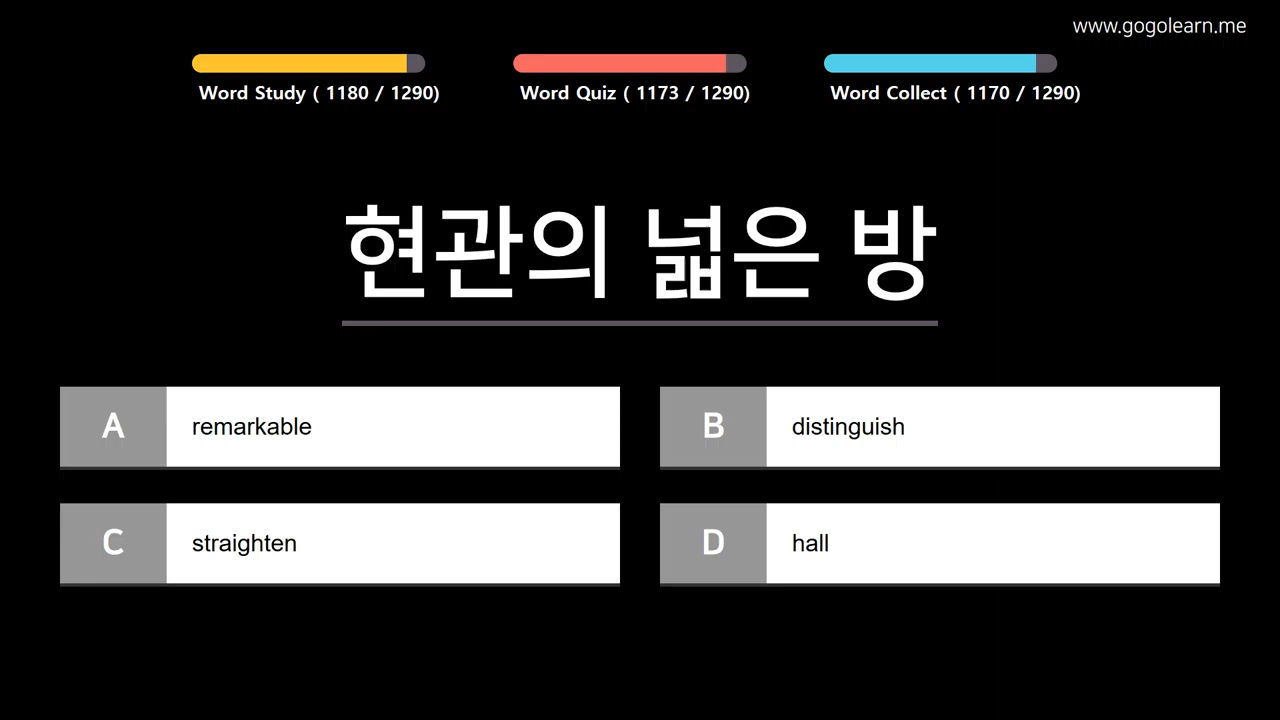 www.gogolearn.me
Word Study ( 1180 / 1290)
Word Quiz ( 1173 / 1290)
Word Collect ( 1170 / 1290)
현관의 넓은 방
A remarkable
B distinguish
C straighten
D hall